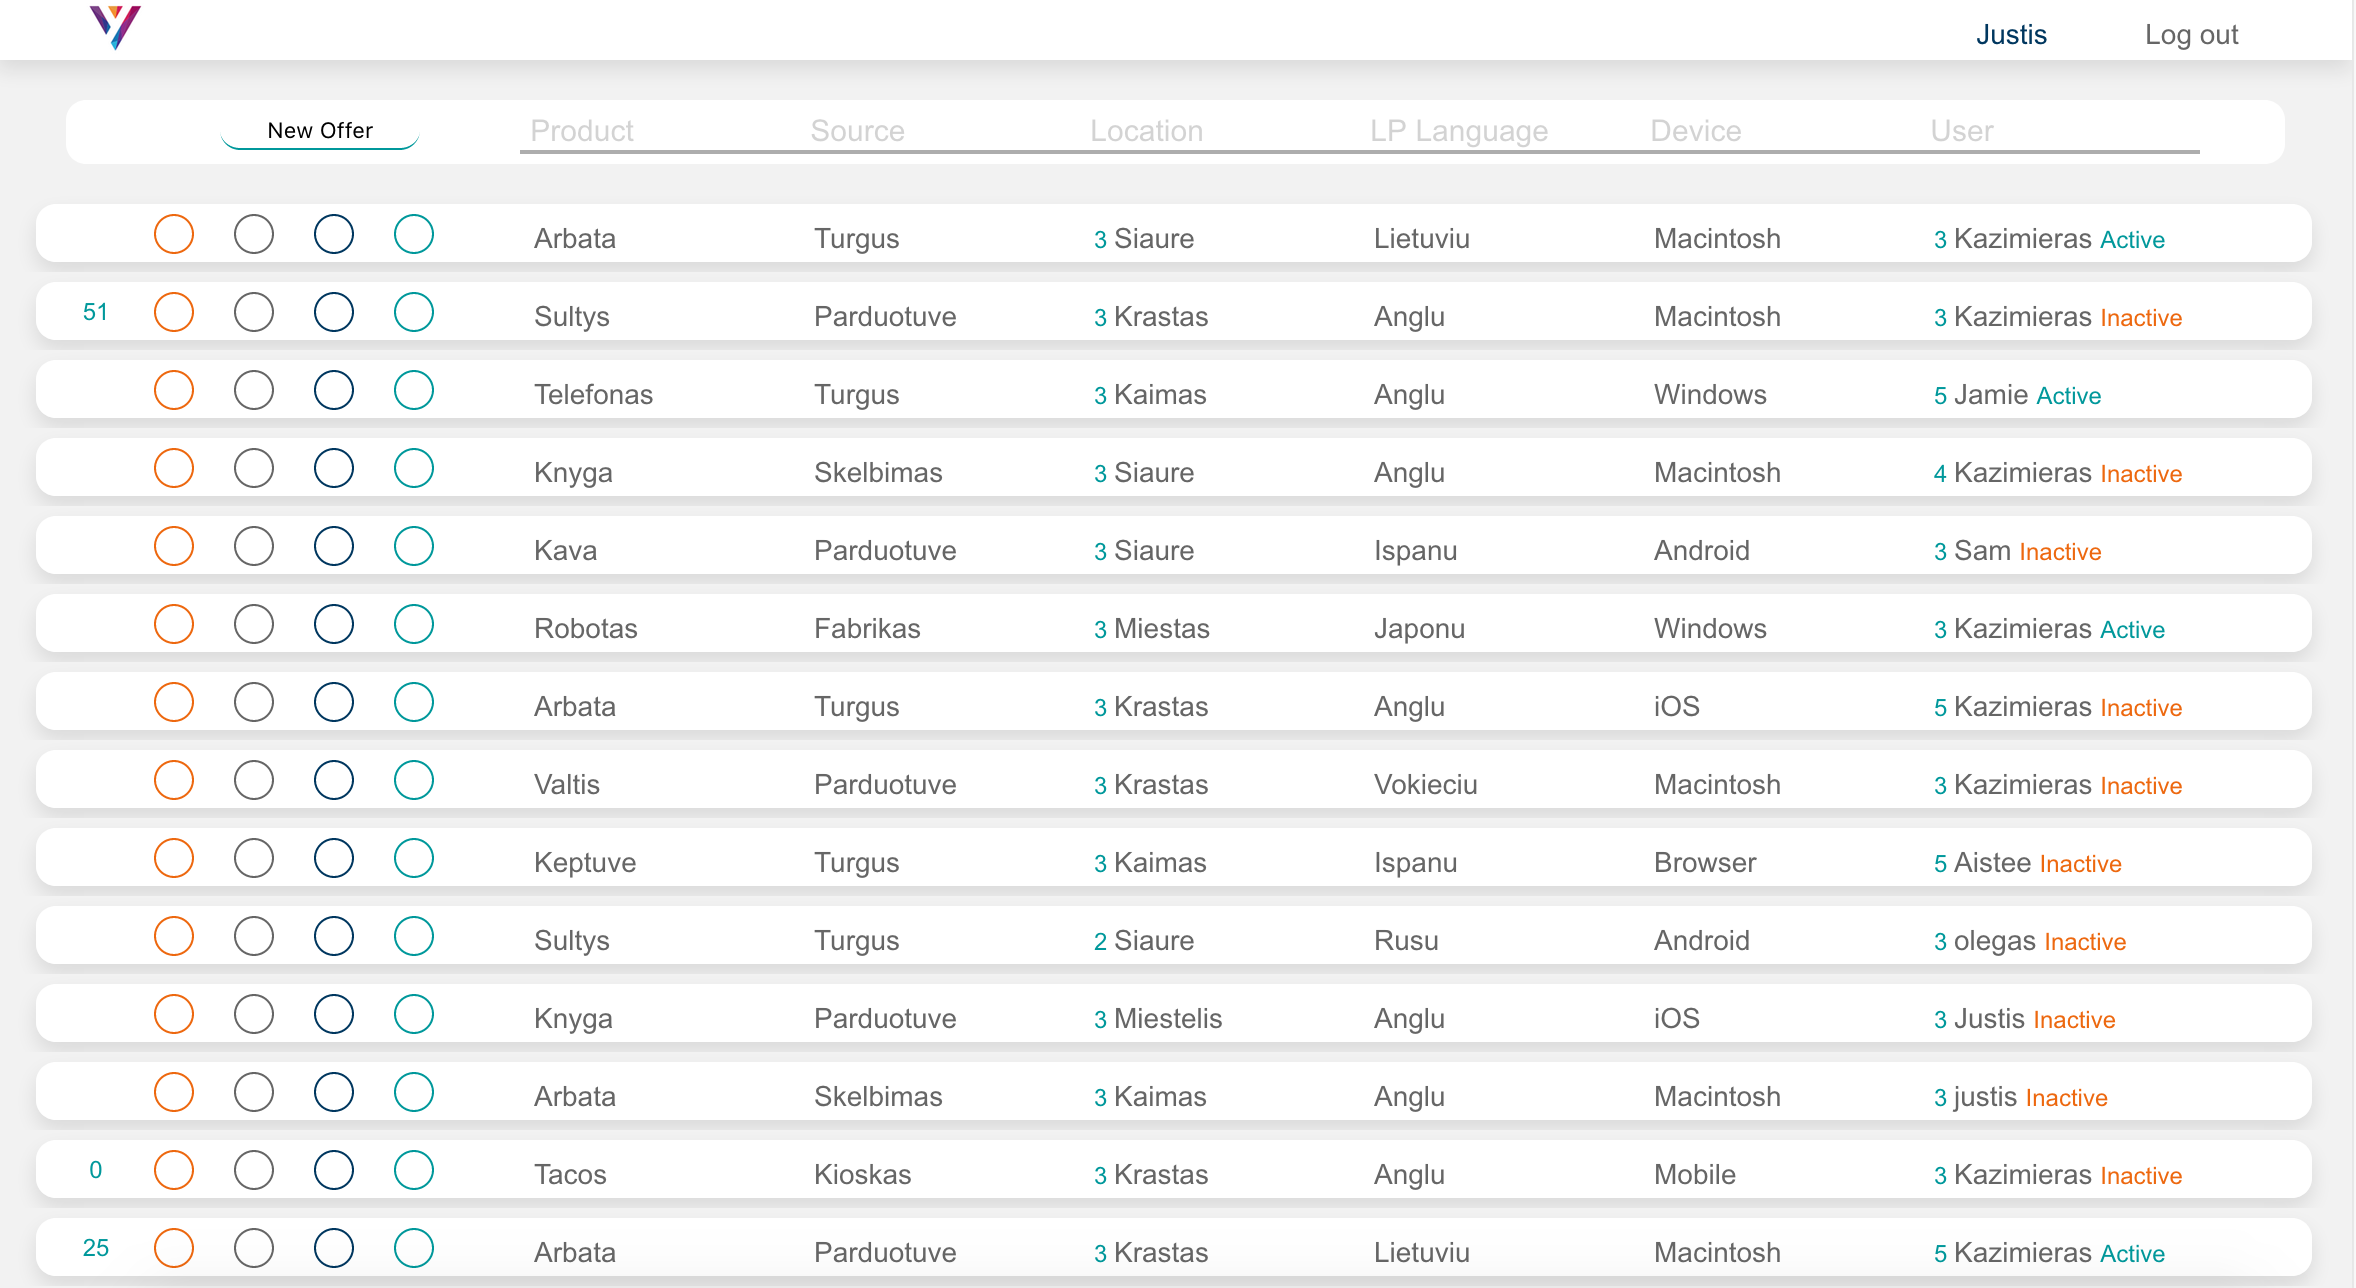 Justis Log out
New Offer Product Source Location LP Language Device User
Arbata Turgus 3 Siaure Lietuviu Macintosh 3 Kazimieras Active
51 Sultys Parduotuve 3 Krastas Anglu Macintosh 3 Kazimieras Inactive
Telefonas Turgus 3 Kaimas Anglu Windows 5 Jamie Active
Knyga Skelbimas 3 Siaure Anglu Macintosh 4 Kazimieras Inactive
Kava Parduotuve 3 Siaure Ispanu Android 3 Sam Inactive
Robotas Fabrikas 3 Miestas Japonu Windows 3 Kazimieras Active
Arbata Turgus 3 Krastas Anglu iOS 5 Kazimieras Inactive
Valtis Parduotuve 3 Krastas Vokieciu Macintosh 3 Kazimieras Inactive
Keptuve Turgus 3 Kaimas Ispanu Browser 5 Aistee Inactive
Sultys Turgus 2 Siaure Rusu Android 3 olegas Inactive
Knyga Parduotuve 3 Miestelis Anglu iOS 3 Justis Inactive
Arbata Skelbimas 3 Kaimas Anglu Macintosh 3 justis Inactive
0 Tacos Kioskas 3 Krastas Anglu Mobile 3 Kazimieras Inactive
25 Arbata Parduotuve 3 Krastas Lietuviu Macintosh 5 Kazimieras Active